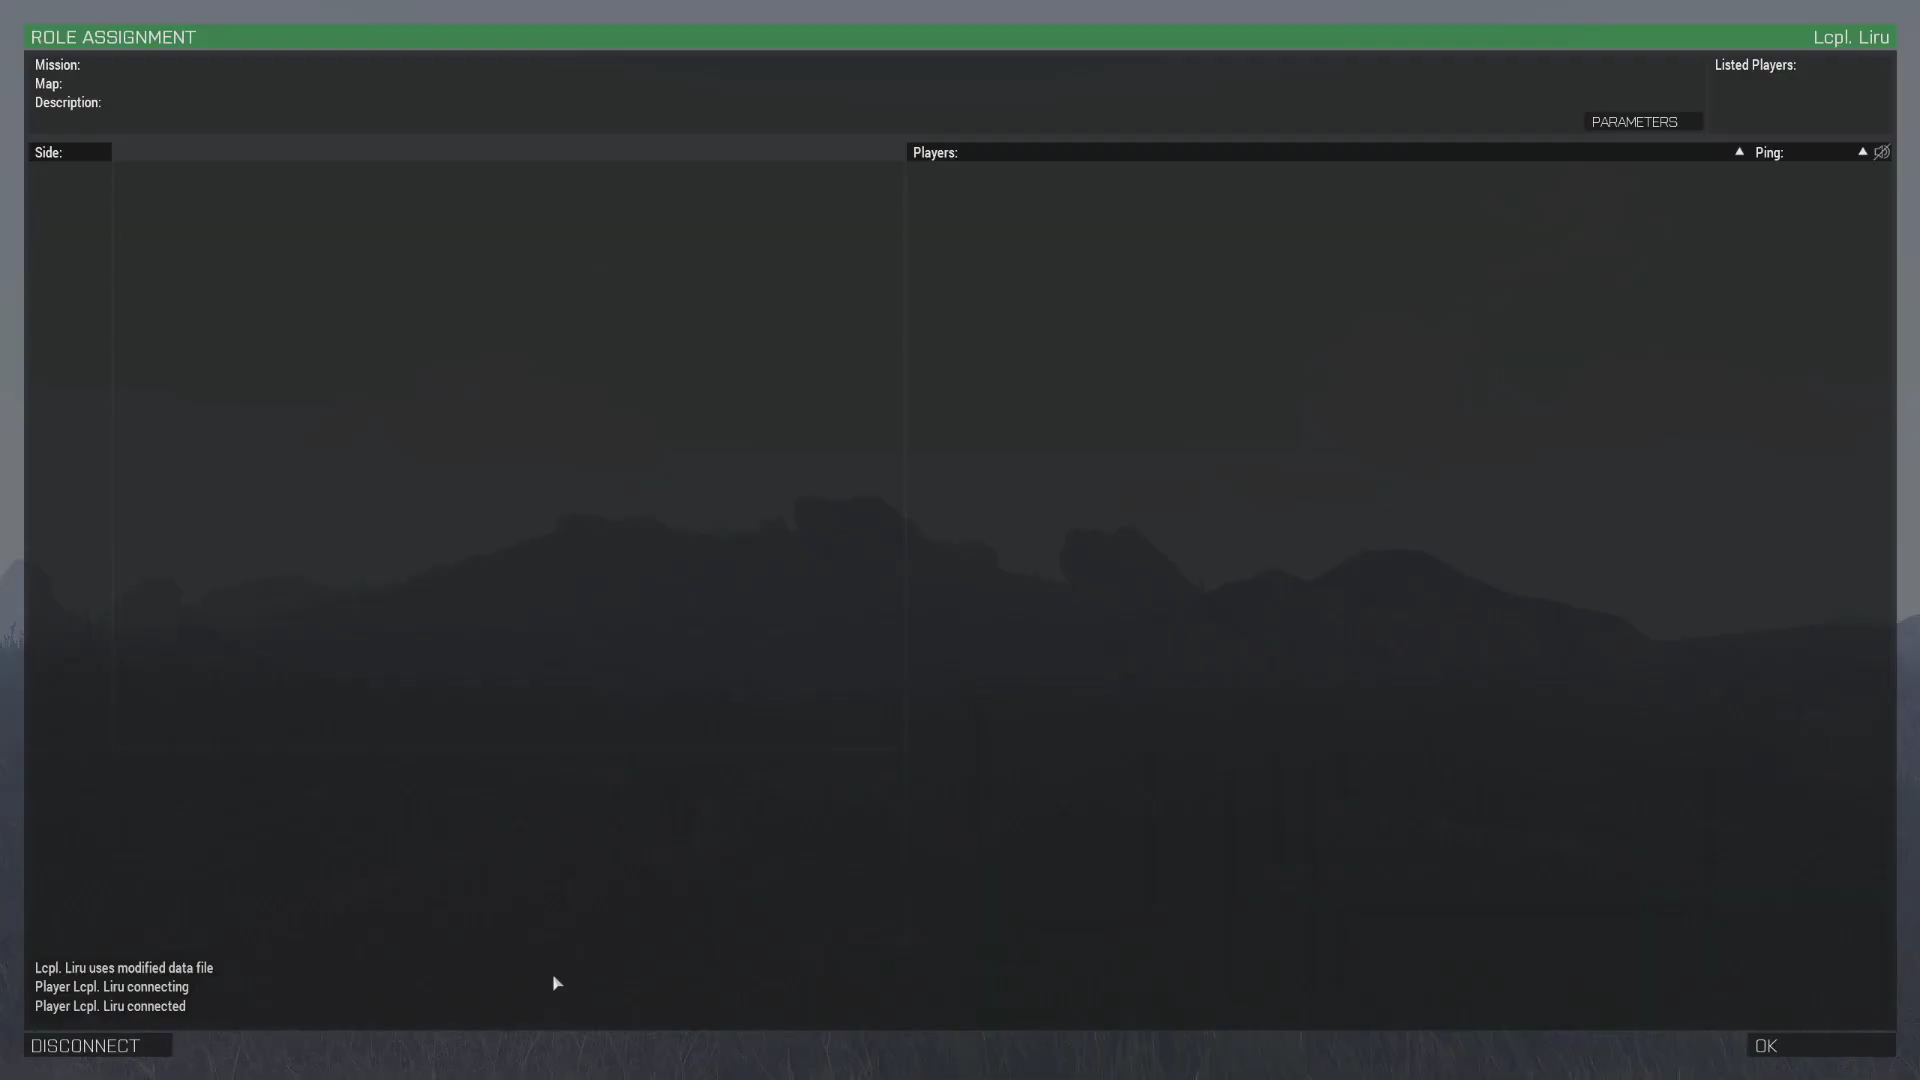 ROLE ASSIGNMENT
Lcpl. Liru
Mission:
Map:
Description:
Listed Players:
PARAMETERS
Side:
Players:
Ping:
Lcpl. Liru uses modified data file
Player Lcpl. Liru connecting
Player Lcpl. Liru connected
DISCONNECT
OK